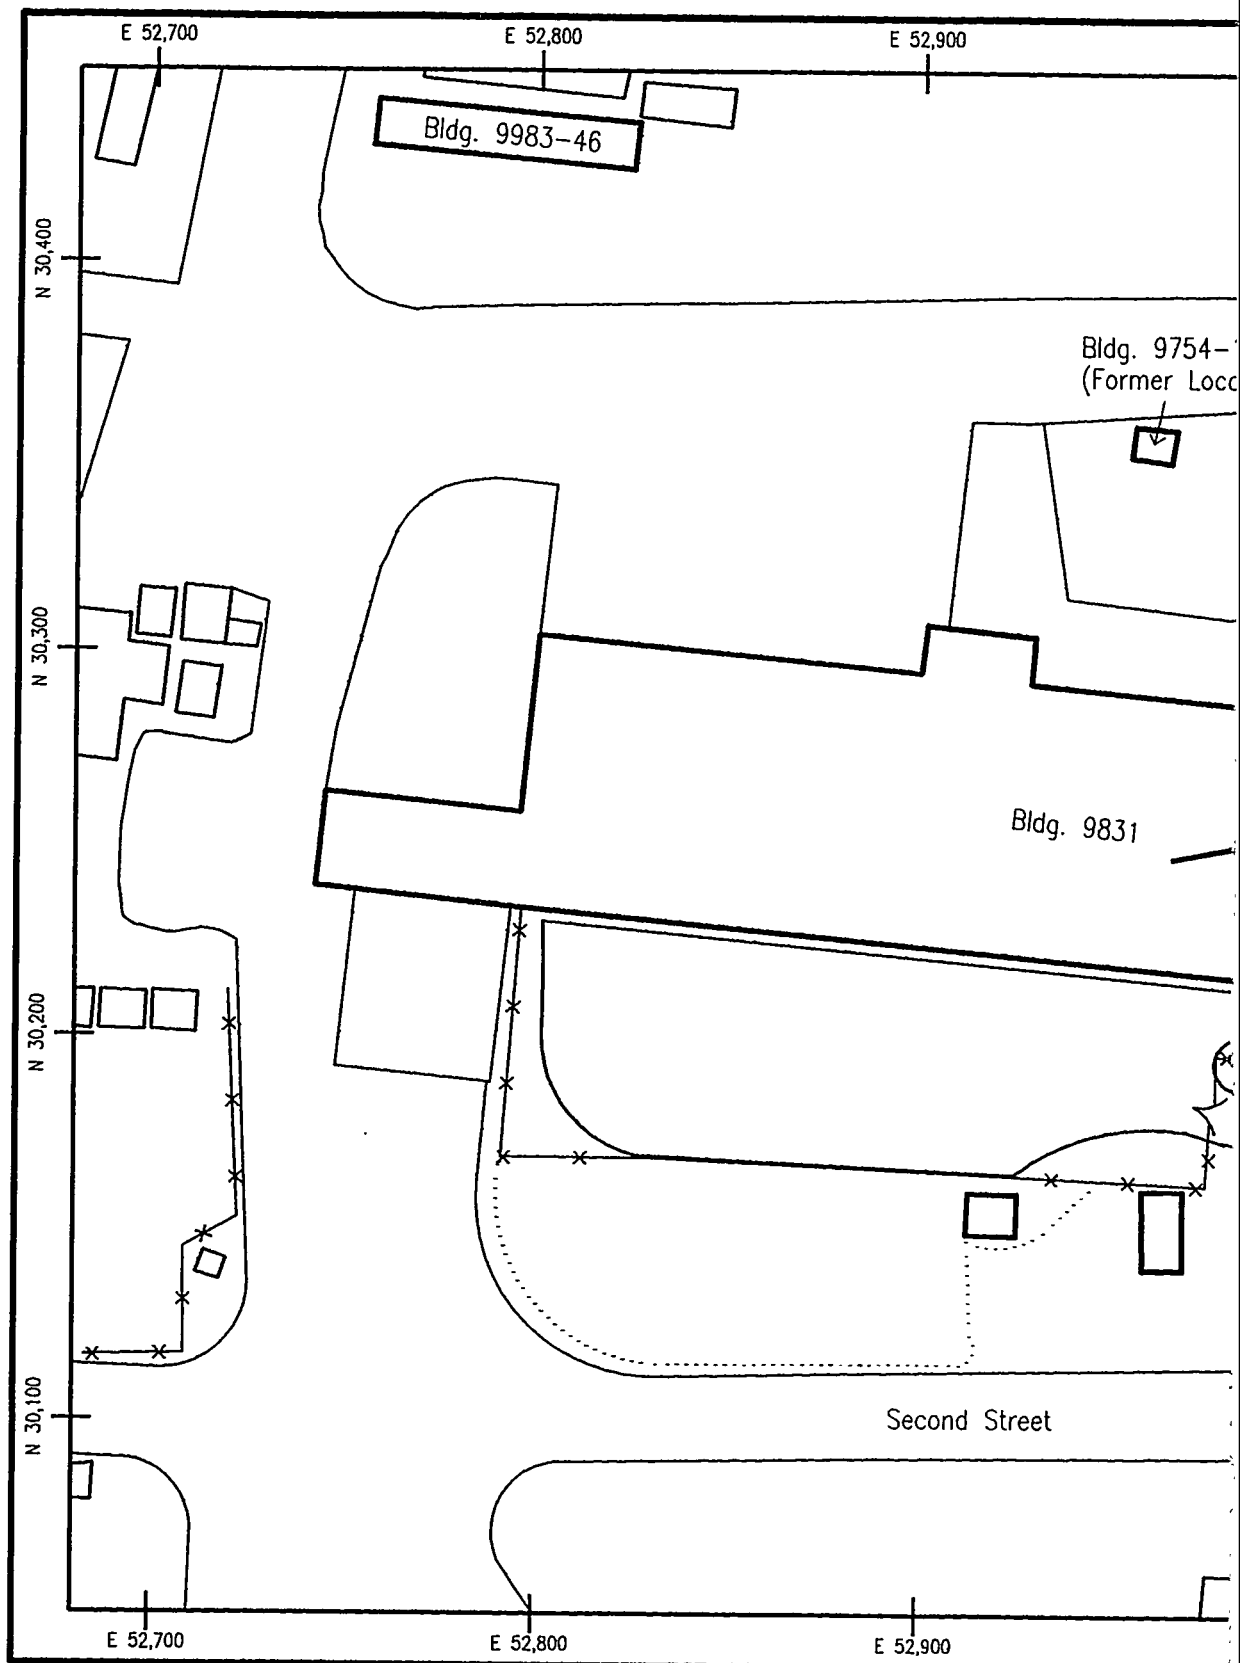 E 52,700
E 52,800
E 52,900
Bldg. 9983-46
N 30,400
Bldg. 9754-
(Former
N 30,300
Bldg. 9831
N 30,200
N 30,100
Second Street
E 52,700
E 52,800
E 52,900